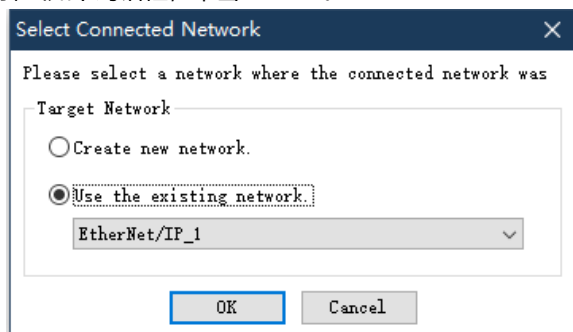 Select Connected Network
Please select a network where the connected network was
Target Network
Create new network.
Use the existing network.
EtherNet/IP_1
OK
Cancel